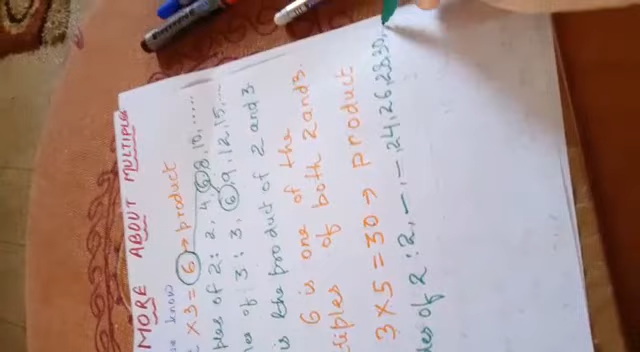 MORE ABOUT MULTIPLES
know
× 3 = 6 → product
of 2 : 2, 4, 6, 8, 10, ......
of 3 : 3, 6, 9, 12, 15, ...
is the product of 2 and 3.
6 is one of the
of both 2 and 3.
3 × 5 = 30 → product
of 2 : 2, –, – – 24, 26, 28, 30,